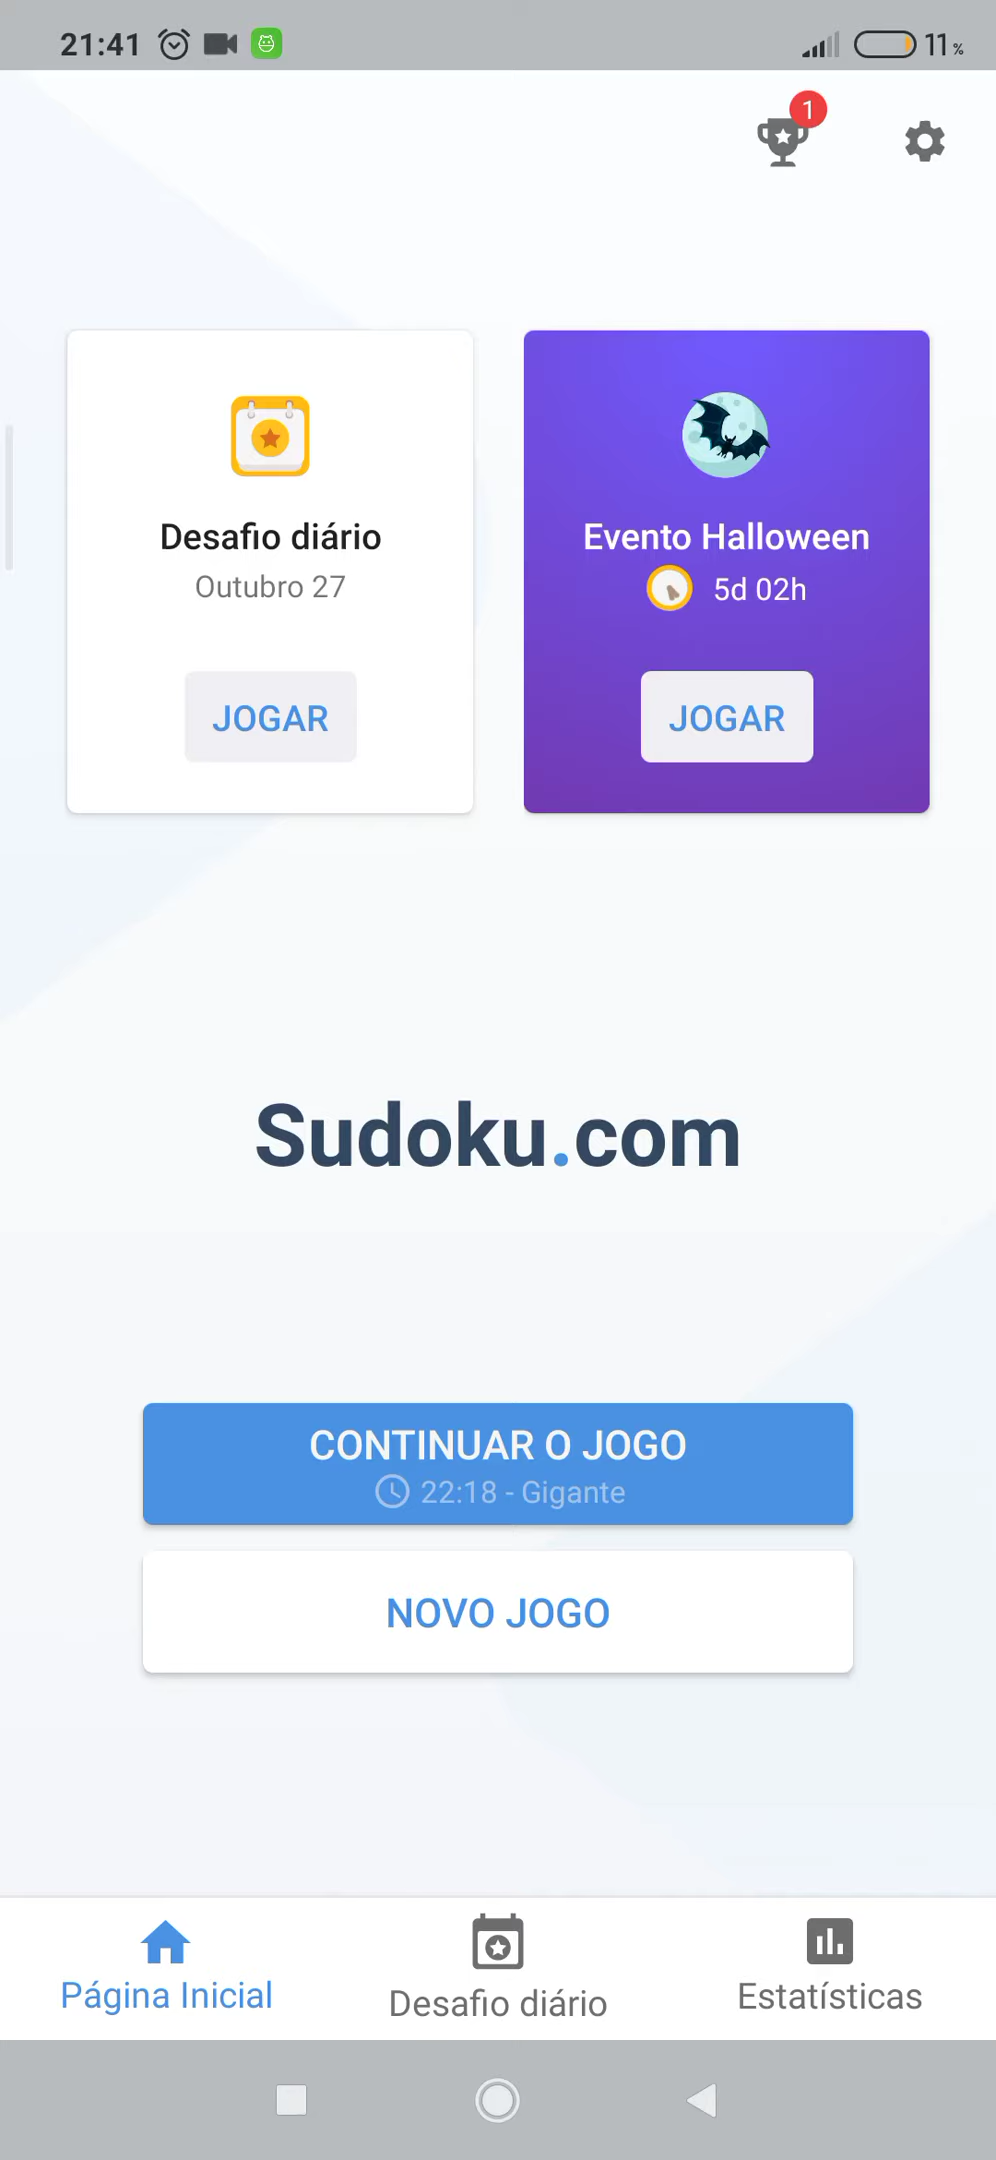 21:41
11 %
1
Desafio diário
Outubro 27
JOGAR
Evento Halloween
5d 02h
JOGAR
Sudoku.com
CONTINUAR O JOGO
22:18 - Gigante
NOVO JOGO
Página Inicial
Desafio diário
Estatísticas